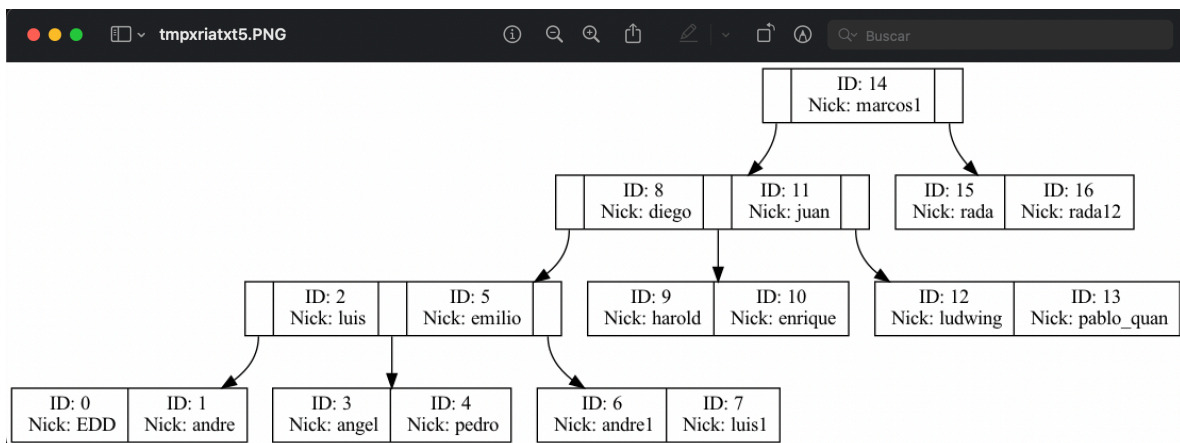 tmpxriatxt5.PNG
Buscar
ID: 14
Nick: marcos1
ID: 8
Nick: diego
ID: 11
Nick: juan
ID: 15
Nick: rada
ID: 16
Nick: rada12
ID: 2
Nick: luis
ID: 5
Nick: emilio
ID: 9
Nick: harold
ID: 10
Nick: enrique
ID: 12
Nick: ludwing
ID: 13
Nick: pablo_quan
ID: 0
Nick: EDD
ID: 1
Nick: andre
ID: 3
Nick: angel
ID: 4
Nick: pedro
ID: 6
Nick: andre1
ID: 7
Nick: luis1